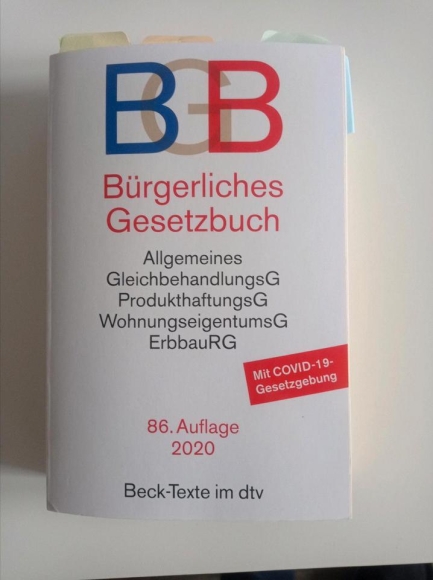 BGB
Bürgerliches
Gesetzbuch
Allgemeines
GleichbehandlungsG
ProdukthaftungsG
WohnungseigentumsG
ErbbauRG
Mit COVID-19-
Gesetzgebung
86. Auflage
2020
Beck-Texte im dtv